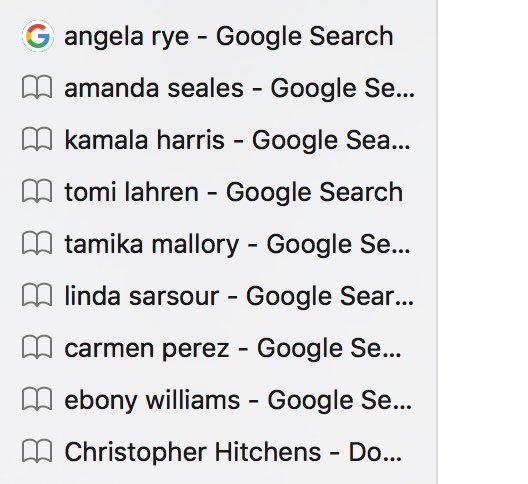 angela rye - Google Search
amanda seales - Google Se...
kamala harris - Google Sea...
tomi lahren - Google Search
tamika mallory - Google Se...
linda sarsour - Google Sear...
carmen perez - Google Se...
ebony williams - Google Se...
Christopher Hitchens - Do...